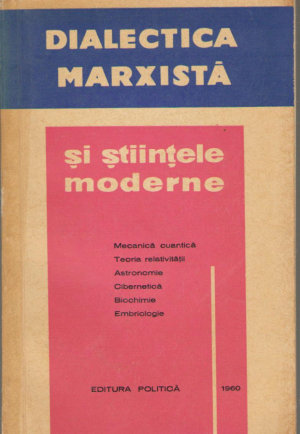 DIALECTICA
MARXISTĂ
și științele
moderne
Mecanică cuantică
Teoria relativității
Astronomie
Cibernetică
Biochimie
Embriologie
EDITURA POLITICĂ 1960